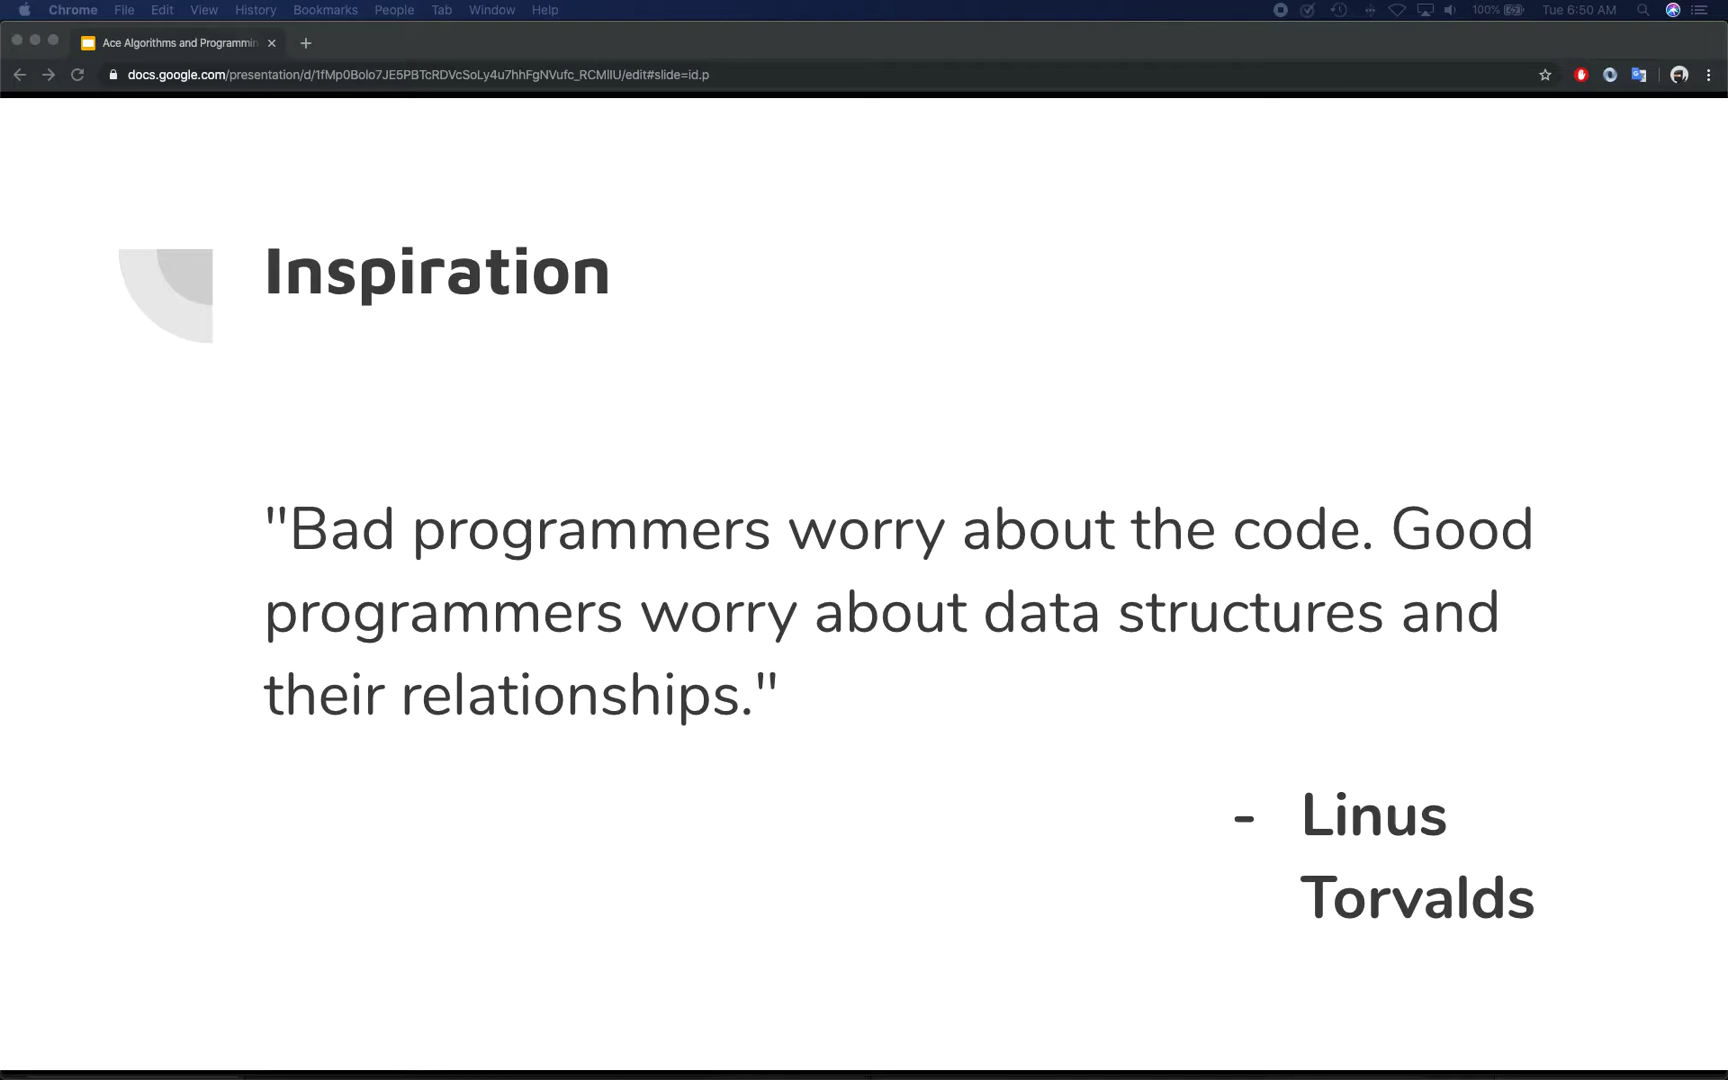 Chrome File Edit View History Bookmarks People Tab Window Help 100% Tue 6:50 AM
Ace Algorithms and Programmin
docs.google.com/presentation/d/1fMp0Bolo7JE5PBTcRDVcSoLy4u7hhFgNVufc_RCMlIU/edit#slide=id.p
Inspiration
"Bad programmers worry about the code. Good
programmers worry about data structures and
their relationships."
- Linus
Torvalds